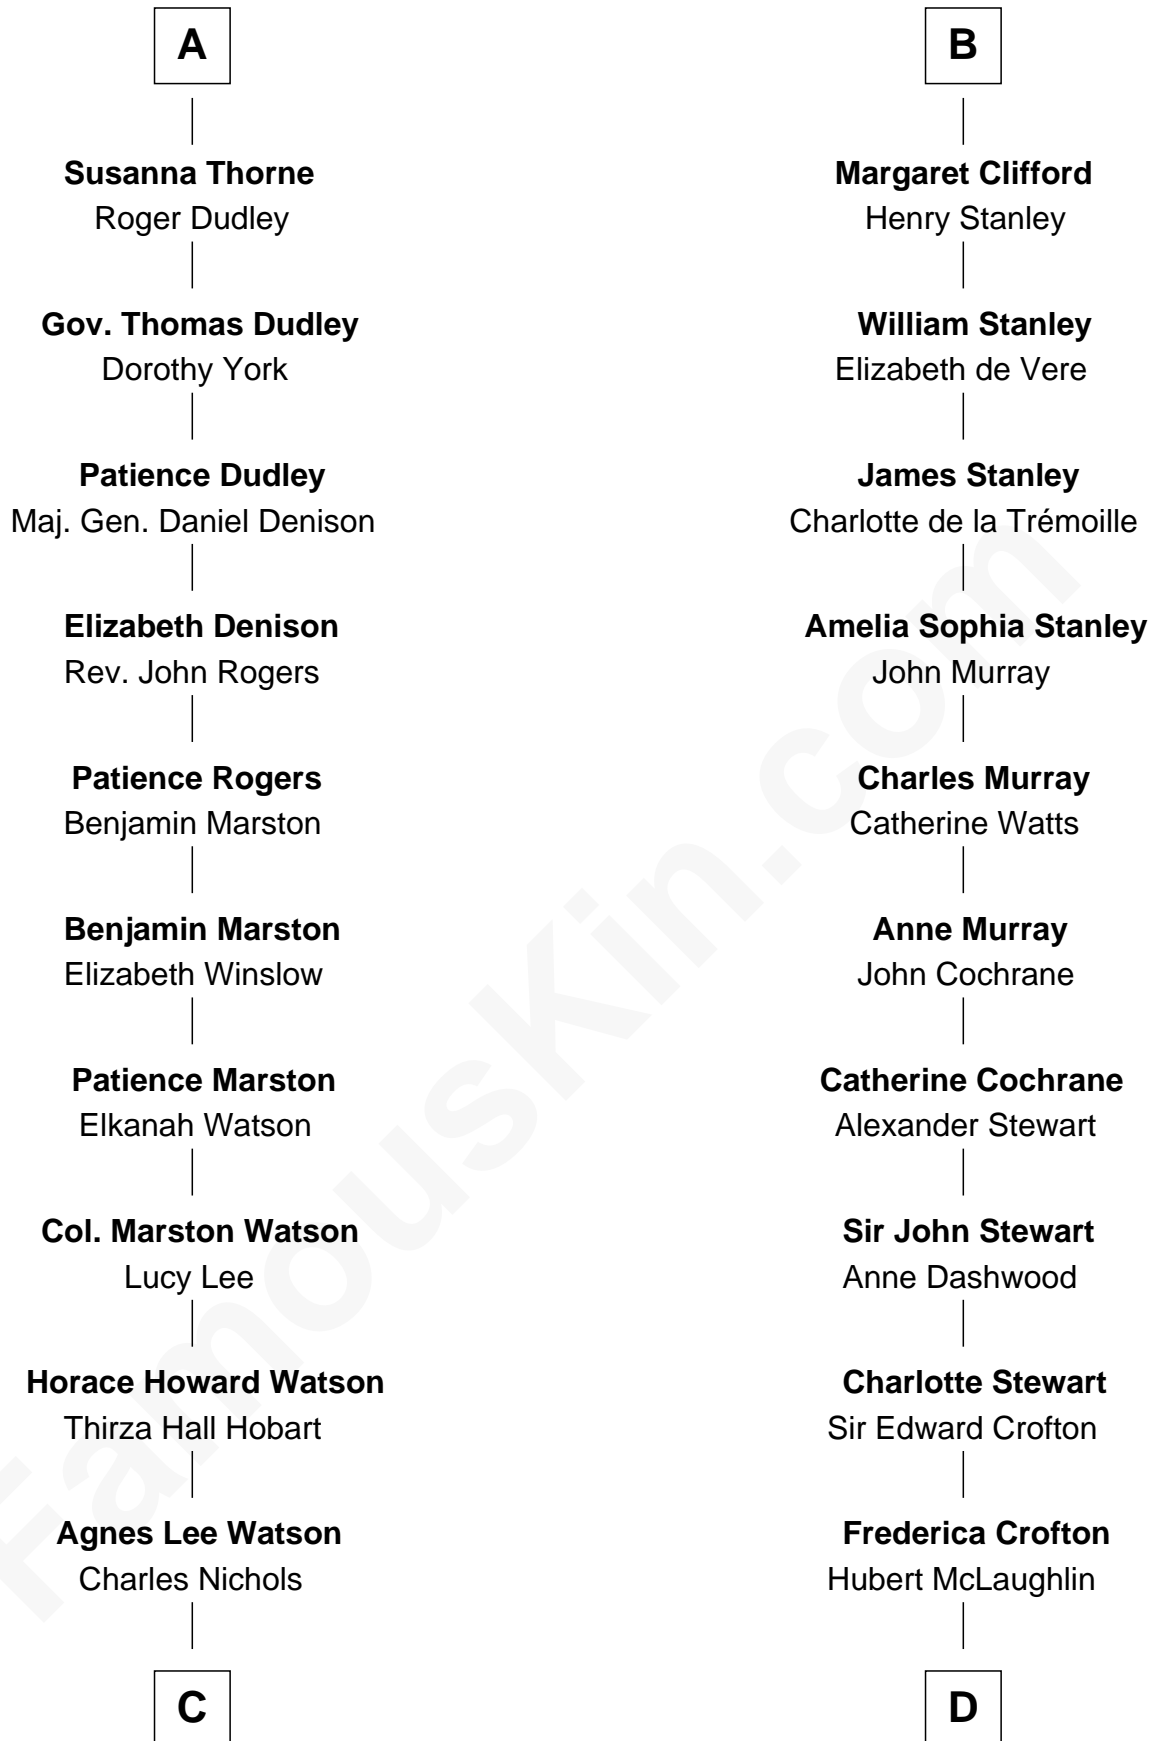 A
Susanna Thorne
Roger Dudley
Gov. Thomas Dudley
Dorothy York
Patience Dudley
Maj. Gen. Daniel Denison
Elizabeth Denison
Rev. John Rogers
Patience Rogers
Benjamin Marston
Benjamin Marston
Elizabeth Winslow
Patience Marston
Elkanah Watson
Col. Marston Watson
Lucy Lee
Horace Howard Watson
Thirza Hall Hobart
Agnes Lee Watson
Charles Nichols
C
B
Margaret Clifford
Henry Stanley
William Stanley
Elizabeth de Vere
James Stanley
Charlotte de la Trémoille
Amelia Sophia Stanley
John Murray
Charles Murray
Catherine Watts
Anne Murray
John Cochrane
Catherine Cochrane
Alexander Stewart
Sir John Stewart
Anne Dashwood
Charlotte Stewart
Sir Edward Crofton
Frederica Crofton
Hubert McLaughlin
D
FamousKin.com